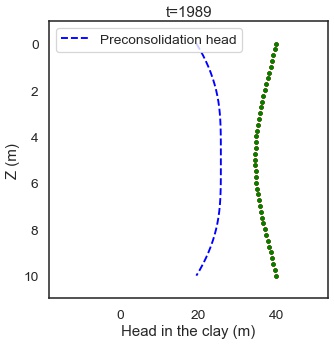 t=1989
Preconsolidation head
0
2
4
6
8
10
Z (m)
0 20 40
Head in the clay (m)